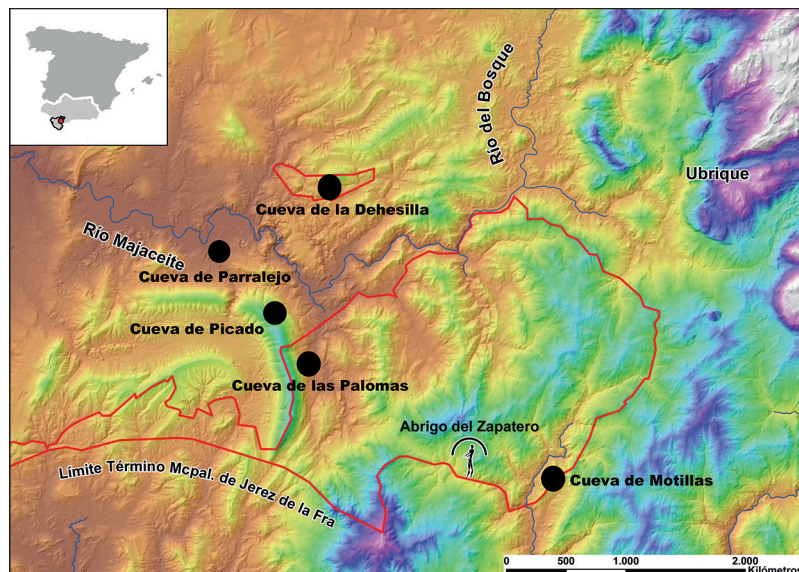 Río del Bosque
Ubrique
Cueva de la Dehesilla
Río Majaceite
Cueva de Parralejo
Cueva de Picado
Cueva de las Palomas
Abrigo del Zapatero
Cueva de Motillas
Límite Término Mcpal. de Jerez de la Fra
0 500 1.000 2.000
Kilómetros